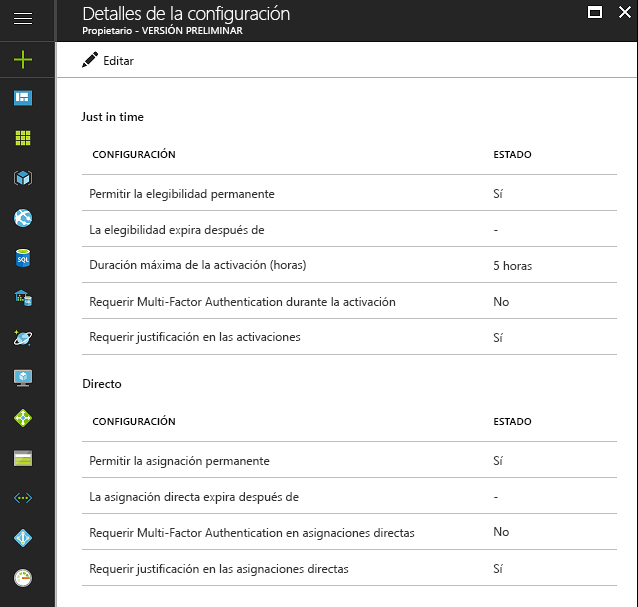 Detalles de la configuración
Propietario - VERSIÓN PRELIMINAR
Editar
Just in time
CONFIGURACIÓN ESTADO
Permitir la elegibilidad permanente Sí
La elegibilidad expira después de -
Duración máxima de la activación (horas) 5 horas
Requerir Multi-Factor Authentication durante la activación No
Requerir justificación en las activaciones Sí
Directo
CONFIGURACIÓN ESTADO
Permitir la asignación permanente Sí
La asignación directa expira después de -
Requerir Multi-Factor Authentication en asignaciones directas No
Requerir justificación en las asignaciones directas Sí
SQL